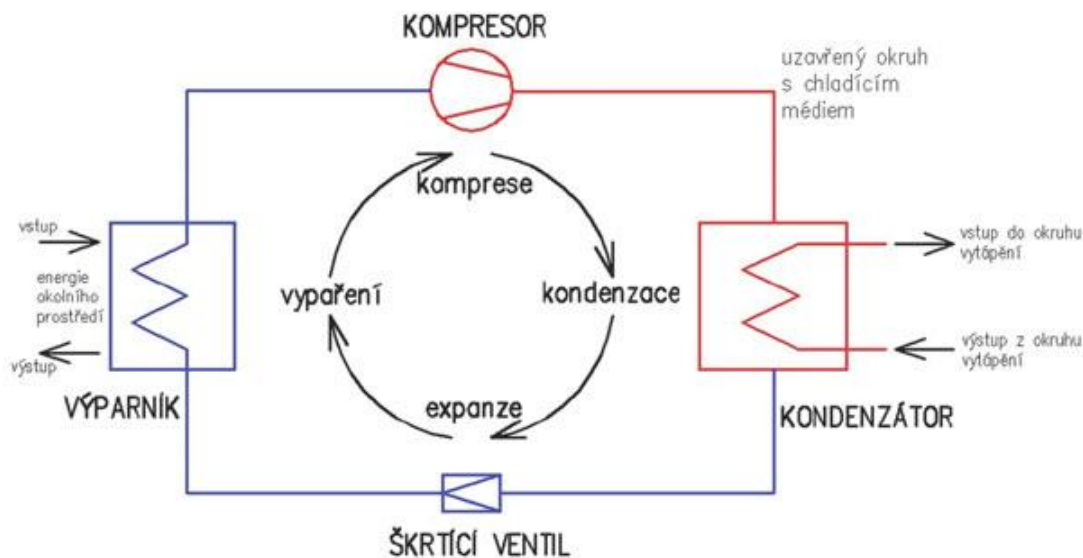 KOMPRESOR
uzavřený okruh
s chladícím
médiem
komprese
vstup
energie
okolního
prostředí
výstup
vypaření
kondenzace
vstup do okruhu
vytápění
výstup z okruhu
vytápění
VÝPARNÍK
expanze
KONDENZÁTOR
ŠKRTÍCÍ VENTIL